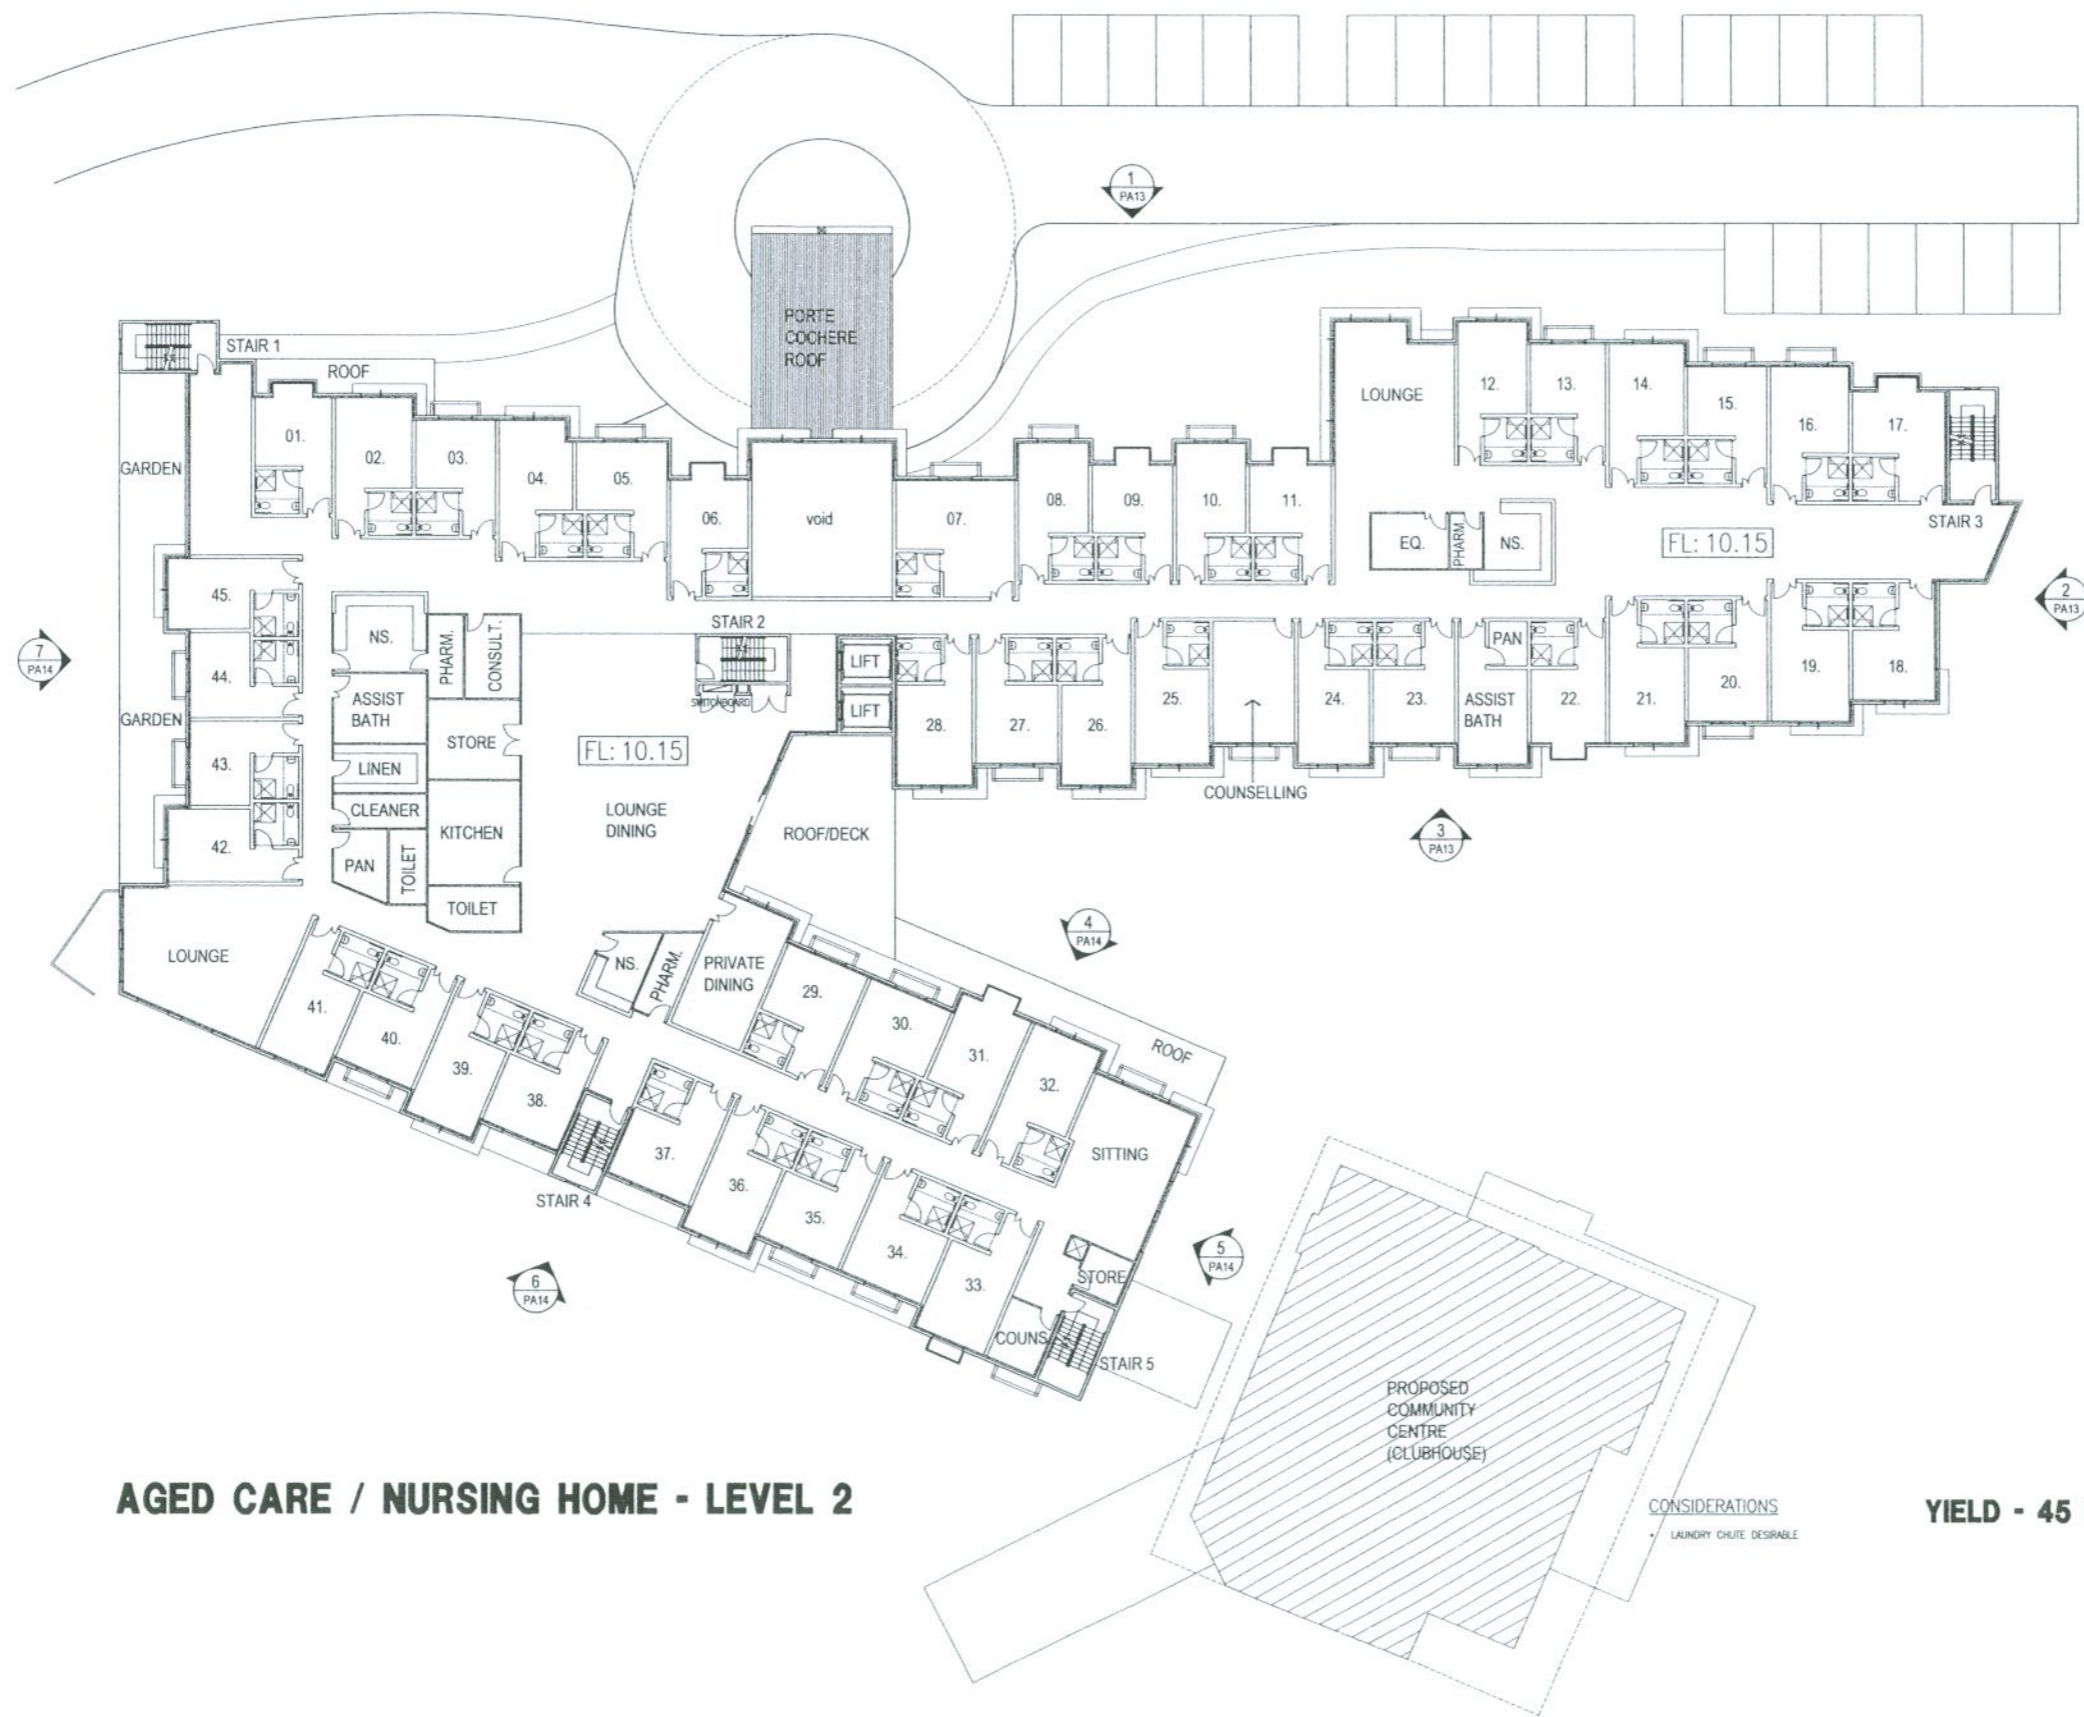 1
PA13
PORTE
COCHERE
ROOF
STAIR 1
ROOF
GARDEN
01.
02.
03.
04.
05.
06.
void
07.
08.
09.
10.
11.
LOUNGE
12.
13.
14.
15.
16.
17.
EQ.
PHARM.
NS.
FL: 10.15
STAIR 3
2
PA13
7
PA14
45.
44.
GARDEN
43.
42.
NS.
PHARM.
CONSULT.
ASSIST
BATH
STORE
LINEN
CLEANER
KITCHEN
PAN
TOILET
TOILET
STAIR 2
SWITCHBOARD
LIFT
LIFT
FL: 10.15
LOUNGE
DINING
ROOF/DECK
28.
27.
26.
25.
COUNSELLING
24.
23.
PAN
ASSIST
BATH
22.
21.
20.
19.
18.
3
PA13
4
PA14
LOUNGE
NS.
PHARM.
PRIVATE
DINING
29.
30.
31.
32.
ROOF
SITTING
41.
40.
39.
38.
37.
36.
35.
34.
33.
STAIR 4
STORE
COUNS
STAIR 5
5
PA14
6
PA14
PROPOSED
COMMUNITY
CENTRE
(CLUBHOUSE)
AGED CARE / NURSING HOME - LEVEL 2
CONSIDERATIONS
• LAUNDRY CHUTE DESIRABLE
YIELD - 45